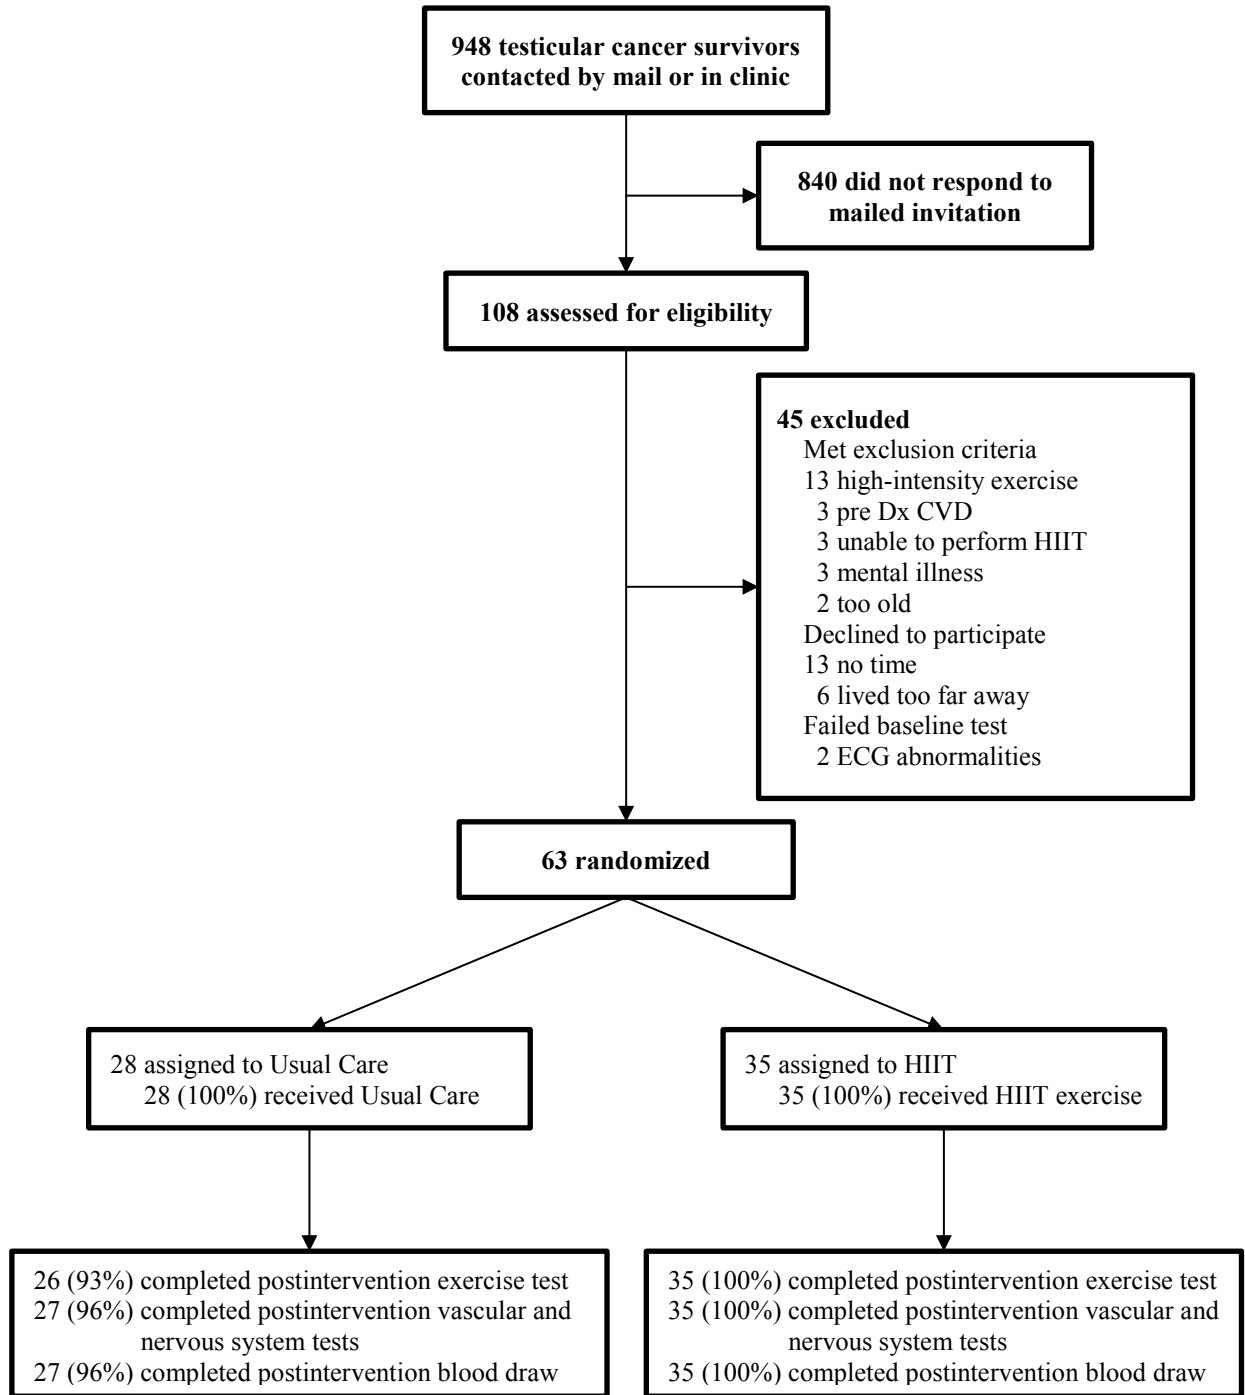 948 testicular cancer survivors
contacted by mail or in clinic
840 did not respond to
mailed invitation
108 assessed for eligibility
45 excluded
Met exclusion criteria
13 high-intensity exercise
3 pre Dx CVD
3 unable to perform HIIT
3 mental illness
2 too old
Declined to participate
13 no time
6 lived too far away
Failed baseline test
2 ECG abnormalities
63 randomized
28 assigned to Usual Care
28 (100%) received Usual Care
35 assigned to HIIT
35 (100%) received HIIT exercise
26 (93%) completed postintervention exercise test
27 (96%) completed postintervention vascular and
nervous system tests
27 (96%) completed postintervention blood draw
35 (100%) completed postintervention exercise test
35 (100%) completed postintervention vascular and
nervous system tests
35 (100%) completed postintervention blood draw